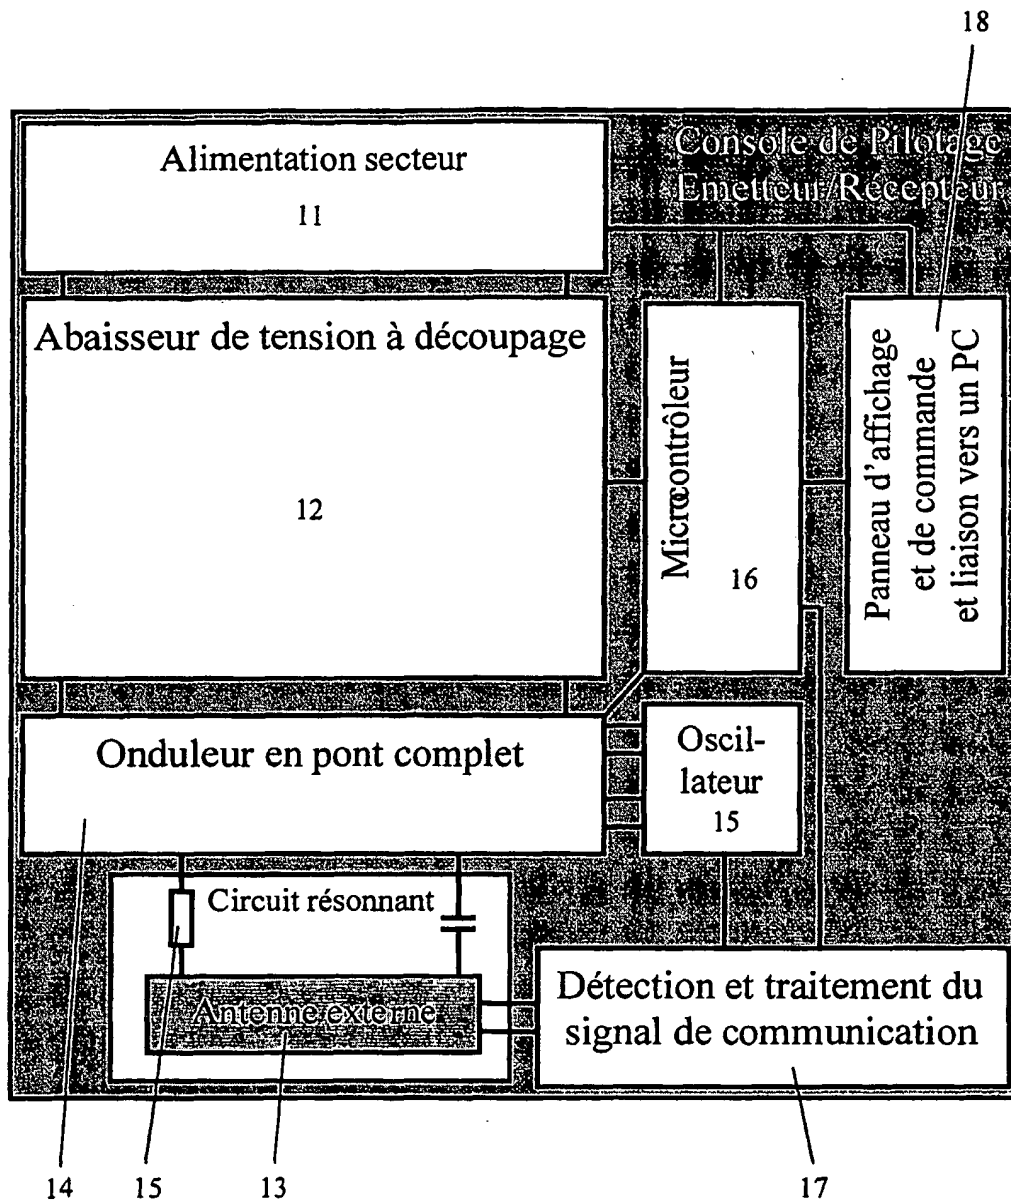 18
Console de Pilotage
Emetteur/Récepteur
Alimentation secteur
11
Abaisseur de tension à découpage
12
Microcontrôleur
16
Panneau d'affichage
et de commande
et liaison vers un PC
Onduleur en pont complet
Oscil-
lateur
15
Circuit résonnant
Antenne externe
Détection et traitement du
signal de communication
14
15
13
17